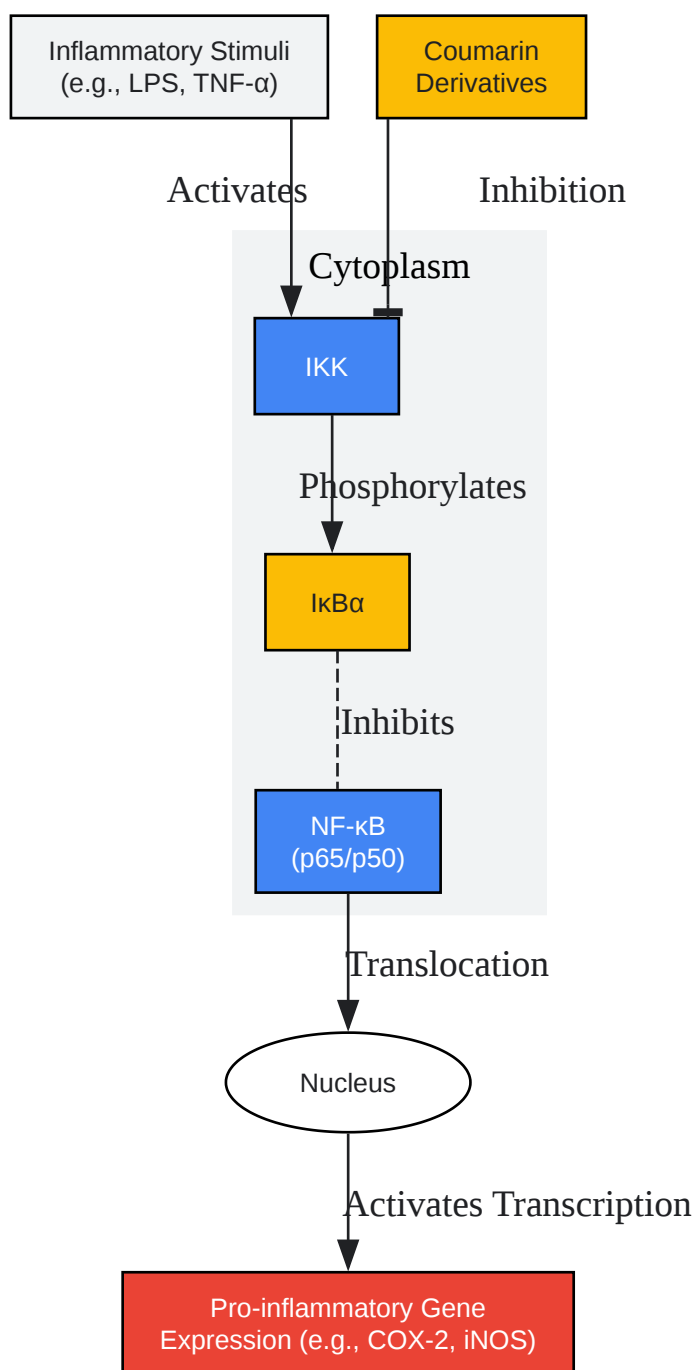 Inflammatory Stimuli
(e.g., LPS, TNF-α)
Coumarin
Derivatives
Activates
Inhibition
Cytoplasm
IKK
Phosphorylates
IκBα
Inhibits
NF-κB
(p65/p50)
Translocation
Nucleus
Activates Transcription
Pro-inflammatory Gene
Expression (e.g., COX-2, iNOS)